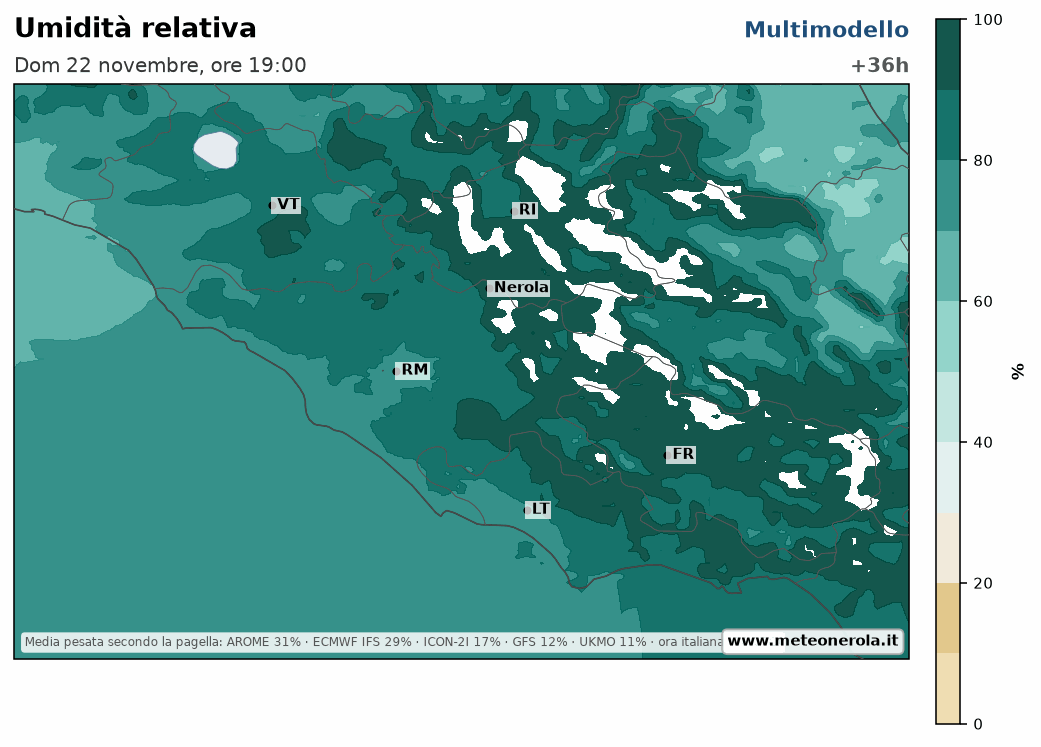 Umidità relativa
Multimodello
Dom 22 novembre, ore 19:00
+36h
VT
RI
Nerola
RM
FR
LT
Media pesata secondo la pagella: AROME 31% · ECMWF IFS 29% · ICON-2I 17% · GFS 12% · UKMO 11% · ora italiana
www.meteonerola.it
100
80
60
40
20
0
%